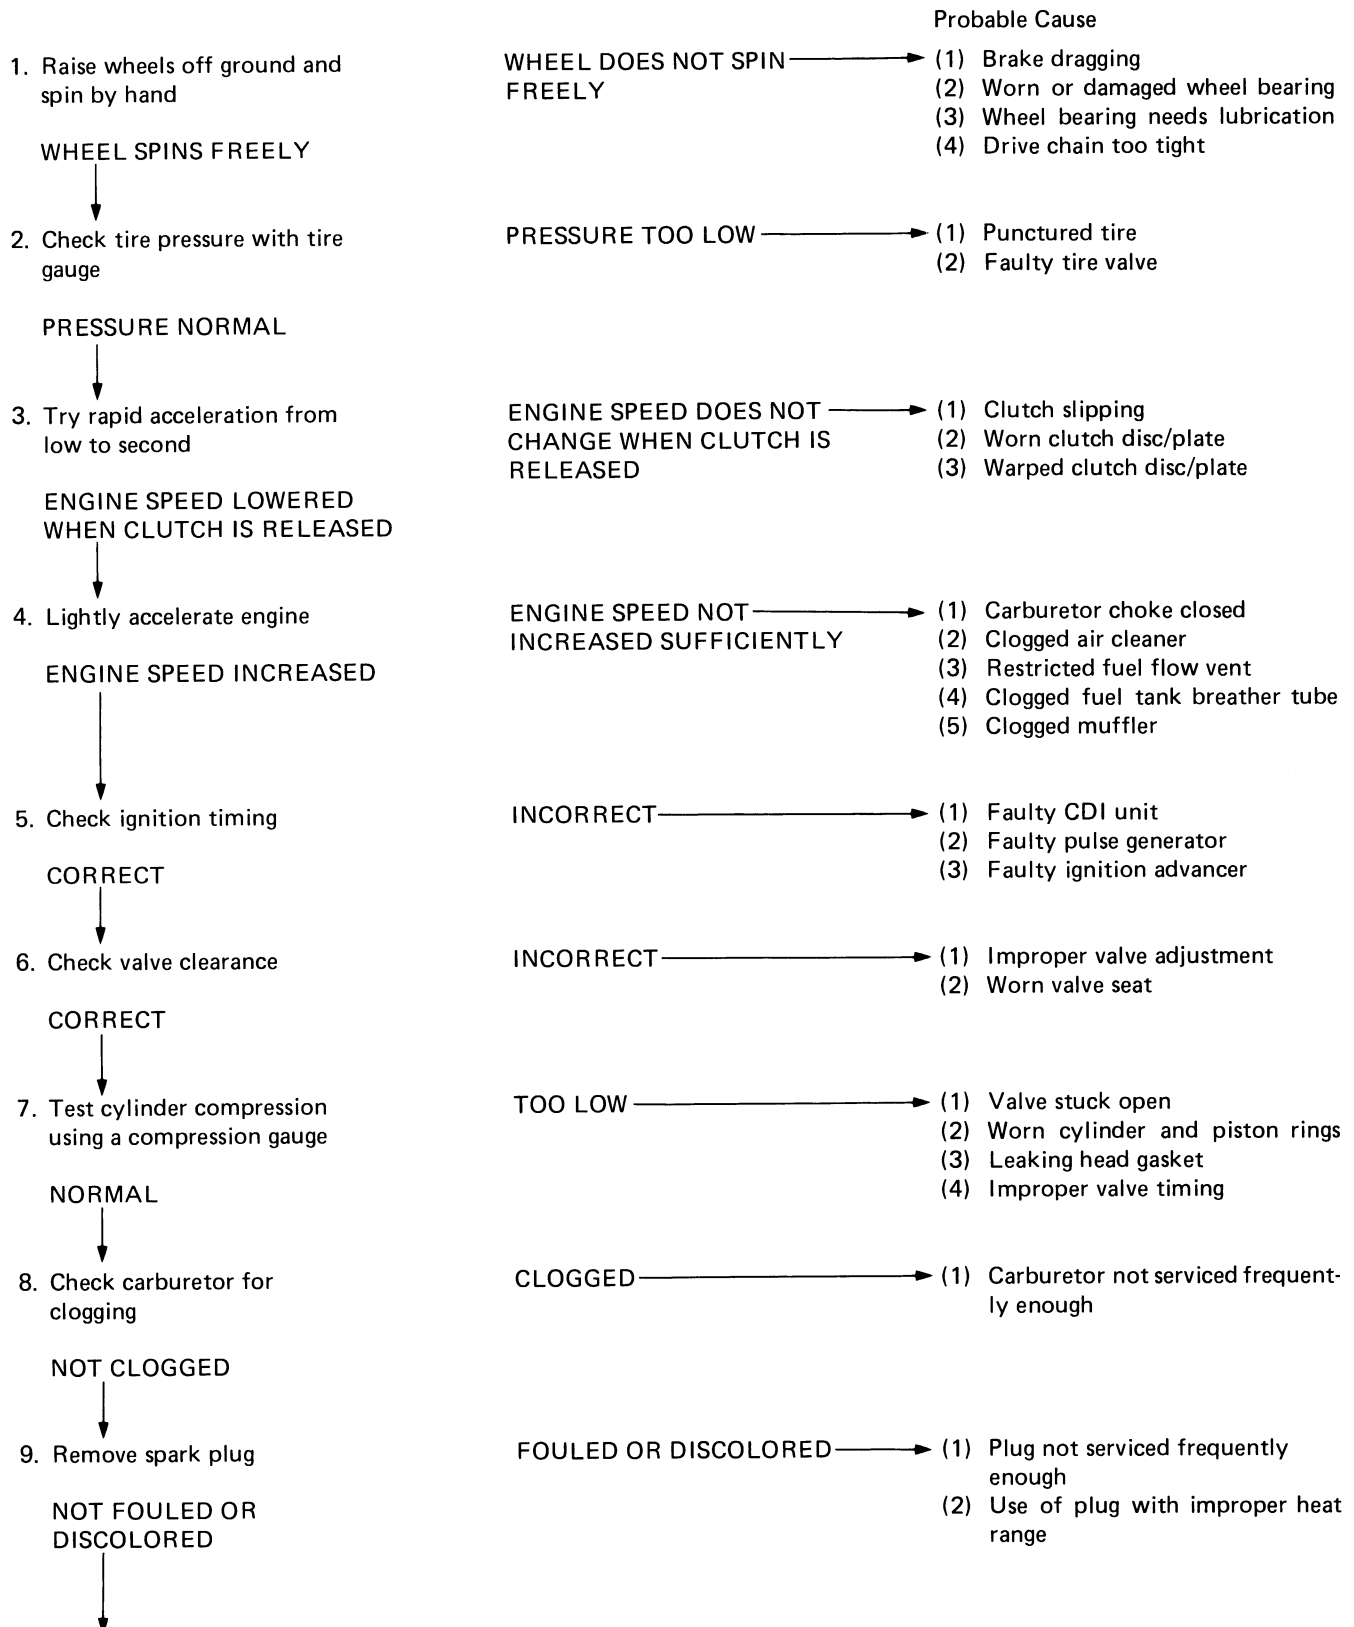 Probable Cause
1. Raise wheels off ground and
spin by hand
WHEEL SPINS FREELY
WHEEL DOES NOT SPIN
FREELY
(1) Brake dragging
(2) Worn or damaged wheel bearing
(3) Wheel bearing needs lubrication
(4) Drive chain too tight
2. Check tire pressure with tire
gauge
PRESSURE NORMAL
PRESSURE TOO LOW
(1) Punctured tire
(2) Faulty tire valve
3. Try rapid acceleration from
low to second
ENGINE SPEED LOWERED
WHEN CLUTCH IS RELEASED
ENGINE SPEED DOES NOT
CHANGE WHEN CLUTCH IS
RELEASED
(1) Clutch slipping
(2) Worn clutch disc/plate
(3) Warped clutch disc/plate
4. Lightly accelerate engine
ENGINE SPEED INCREASED
ENGINE SPEED NOT
INCREASED SUFFICIENTLY
(1) Carburetor choke closed
(2) Clogged air cleaner
(3) Restricted fuel flow vent
(4) Clogged fuel tank breather tube
(5) Clogged muffler
5. Check ignition timing
CORRECT
INCORRECT
(1) Faulty CDI unit
(2) Faulty pulse generator
(3) Faulty ignition advancer
6. Check valve clearance
CORRECT
INCORRECT
(1) Improper valve adjustment
(2) Worn valve seat
7. Test cylinder compression
using a compression gauge
NORMAL
TOO LOW
(1) Valve stuck open
(2) Worn cylinder and piston rings
(3) Leaking head gasket
(4) Improper valve timing
8. Check carburetor for
clogging
NOT CLOGGED
CLOGGED
(1) Carburetor not serviced frequent-
ly enough
9. Remove spark plug
NOT FOULED OR
DISCOLORED
FOULED OR DISCOLORED
(1) Plug not serviced frequently
enough
(2) Use of plug with improper heat
range